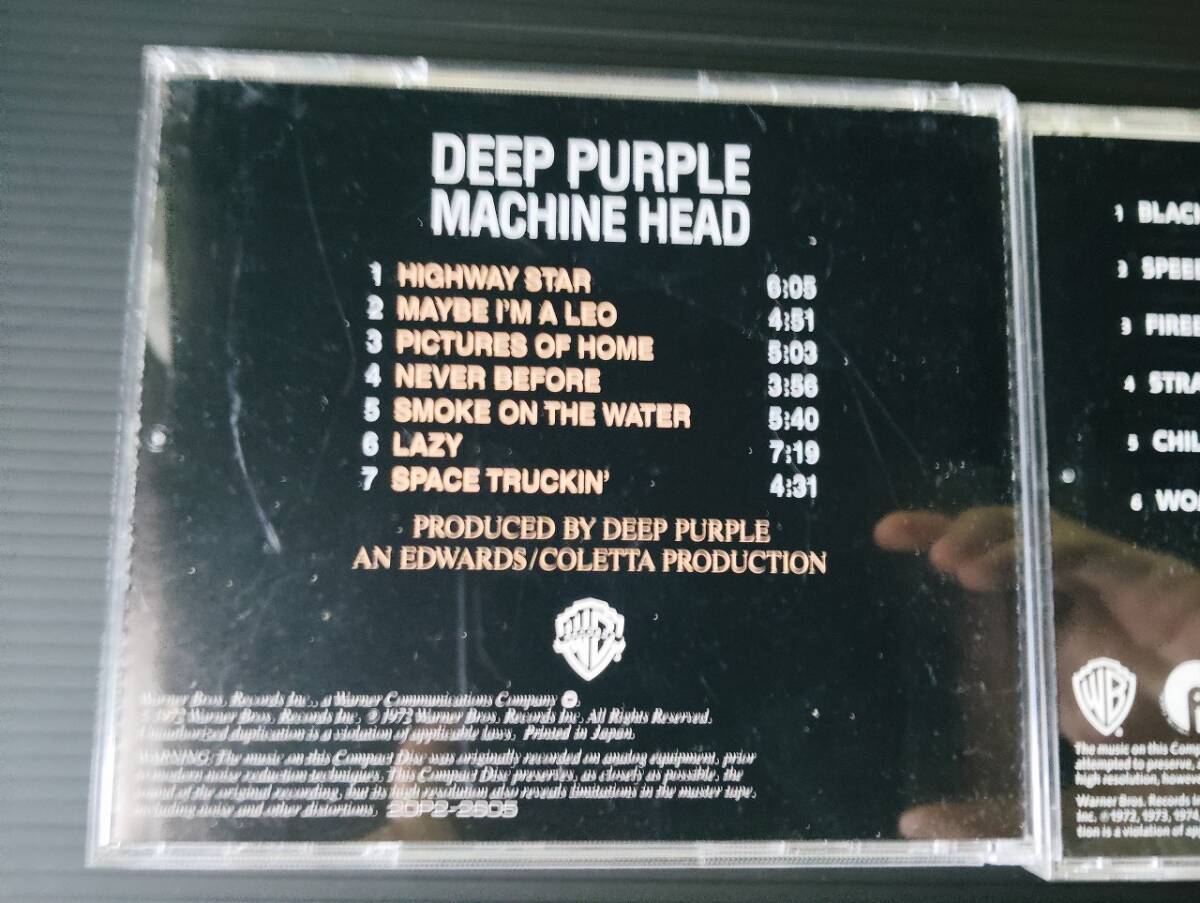 DEEP PURPLE
MACHINE HEAD
1 HIGHWAY STAR 6:05
2 MAYBE I'M A LEO 4:51
3 PICTURES OF HOME 5:03
4 NEVER BEFORE 3:56
5 SMOKE ON THE WATER 5:40
6 LAZY 7:19
7 SPACE TRUCKIN' 4:31
PRODUCED BY DEEP PURPLE
AN EDWARDS/COLETTA PRODUCTION
Warner Bros. Records Inc., a Warner Communications Company
© 1972 Warner Bros. Records Inc. ℗ 1972 Warner Bros. Records Inc. All Rights Reserved.
Unauthorized duplication is a violation of applicable laws. Printed in Japan.
WARNING: The music on this Compact Disc was originally recorded on analog equipment, prior
to modern noise reduction techniques. This Compact Disc preserves, as closely as possible, the
sound of the original recording, but its high resolution also reveals limitations in the master tape,
including noise and other distortions. 20P2-2605
1 BLAC
2 SPEE
3 FIRE
4 STRA
5 CHIL
6 WO
WB
The music on this Com
attempted to preserve,
high resolution, howe
Warner Bros. Records
Inc. ℗1972, 1973, 1974,
tion is a violation of ap